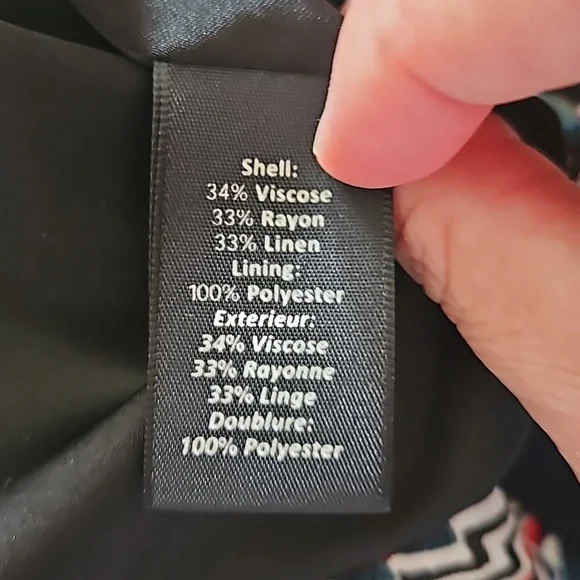 Shell:
34% Viscose
33% Rayon
33% Linen
Lining:
100% Polyester
Exterieur:
34% Viscose
33% Rayonne
33% Linge
Doublure:
100% Polyester